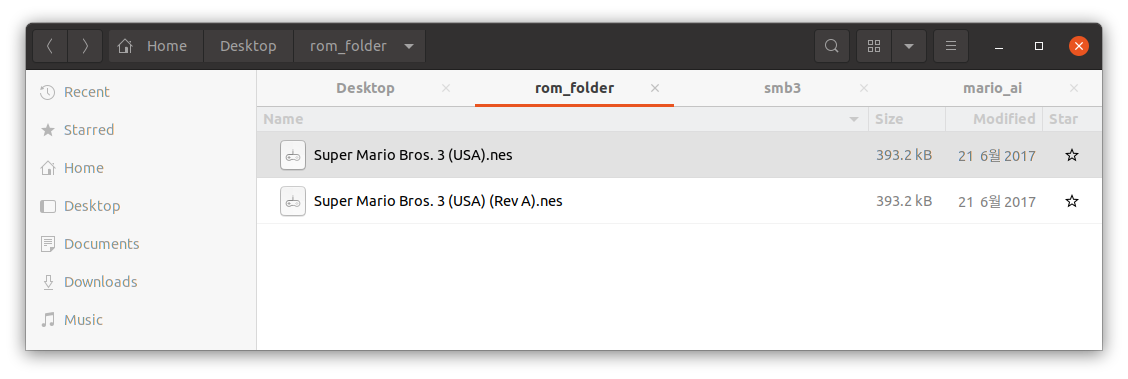 Home Desktop rom_folder
Recent
Starred
Home
Desktop
Documents
Downloads
Music
Desktop rom_folder smb3 mario_ai
Name Size Modified Star
Super Mario Bros. 3 (USA).nes 393.2 kB 21 6월 2017
Super Mario Bros. 3 (USA) (Rev A).nes 393.2 kB 21 6월 2017